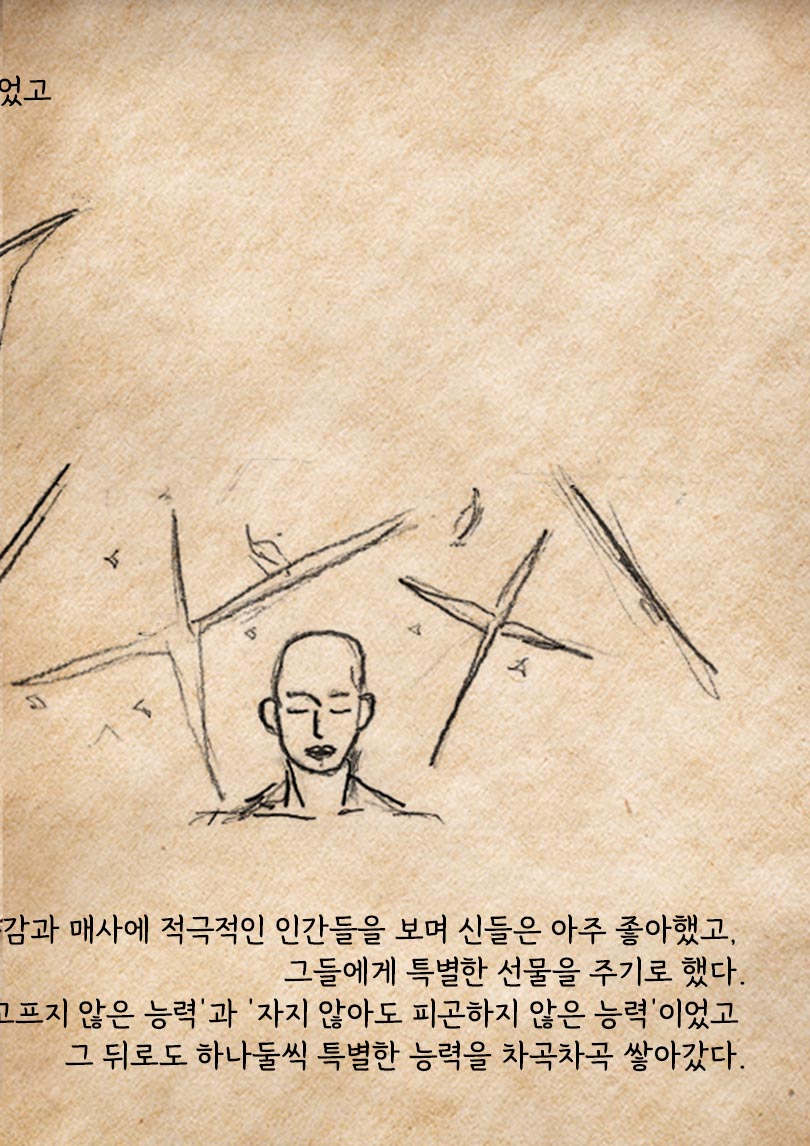 었고
감과 매사에 적극적인 인간들을 보며 신들은 아주 좋아했고,
그들에게 특별한 선물을 주기로 했다.
고프지 않은 능력'과 '자지 않아도 피곤하지 않은 능력'이었고
그 뒤로도 하나둘씩 특별한 능력을 차곡차곡 쌓아갔다.